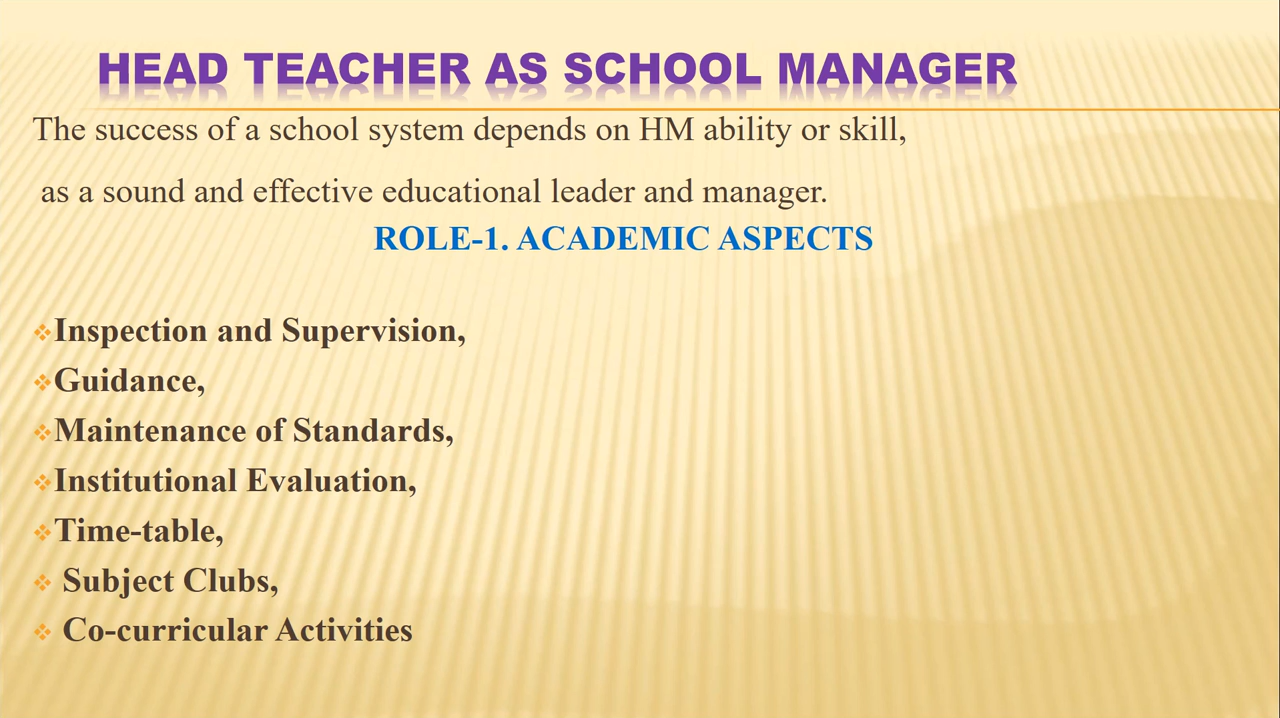 HEAD TEACHER AS SCHOOL MANAGER
The success of a school system depends on HM ability or skill,
as a sound and effective educational leader and manager.
ROLE-1. ACADEMIC ASPECTS
❖Inspection and Supervision,
❖Guidance,
❖Maintenance of Standards,
❖Institutional Evaluation,
❖Time-table,
❖ Subject Clubs,
❖ Co-curricular Activities